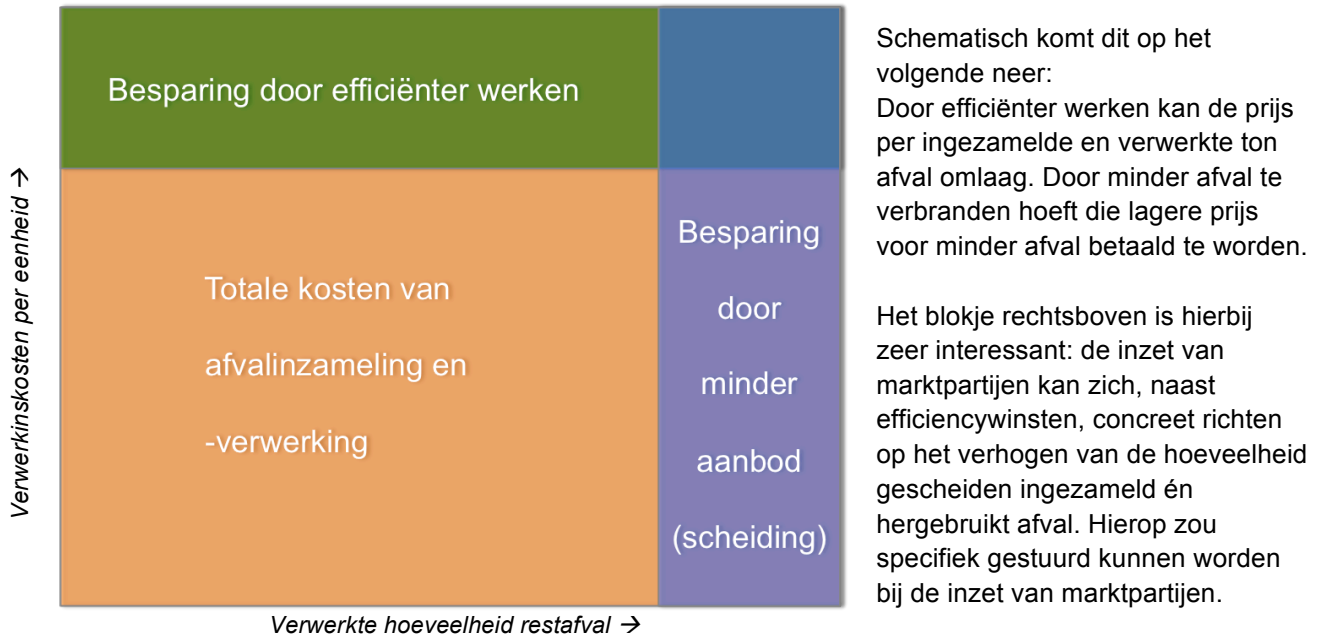 Besparing door efficiënter werken
Totale kosten van
afvalinzameling en
-verwerking
Besparing
door
minder
aanbod
(scheiding)
Verwerkinskosten per eenheid →
Verwerkte hoeveelheid restafval →
Schematisch komt dit op het
volgende neer:
Door efficiënter werken kan de prijs
per ingezamelde en verwerkte ton
afval omlaag. Door minder afval te
verbranden hoeft die lagere prijs
voor minder afval betaald te worden.
Het blokje rechtsboven is hierbij
zeer interessant: de inzet van
marktpartijen kan zich, naast
efficiencywinsten, concreet richten
op het verhogen van de hoeveelheid
gescheiden ingezameld én
hergebruikt afval. Hierop zou
specifiek gestuurd kunnen worden
bij de inzet van marktpartijen.